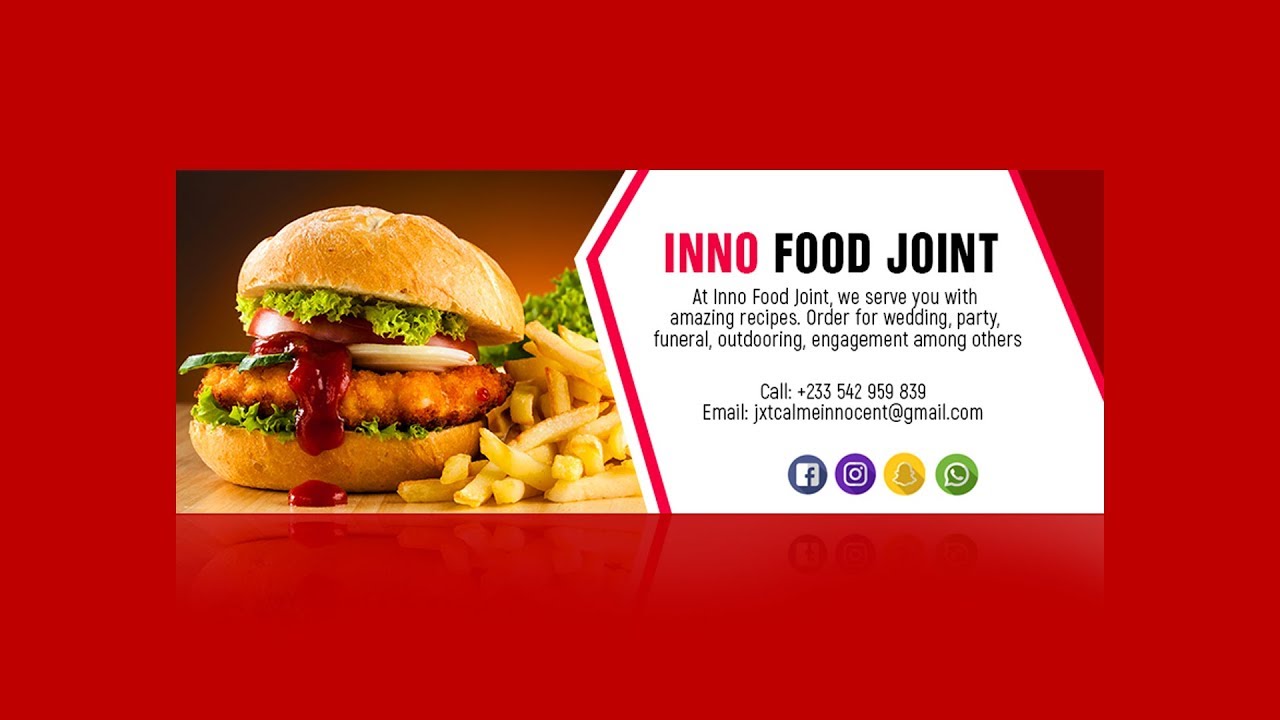 INNO FOOD JOINT
At Inno Food Joint, we serve you with
amazing recipes. Order for wedding, party,
funeral, outdooring, engagement among others
Call: +233 542 959 839
Email: jxtcalmeinnocent@gmail.com